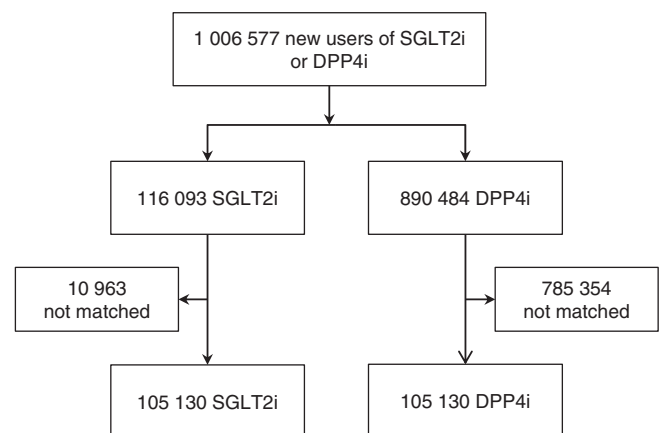 1 006 577 new users of SGLT2i
or DPP4i
116 093 SGLT2i
890 484 DPP4i
10 963
not matched
785 354
not matched
105 130 SGLT2i
105 130 DPP4i